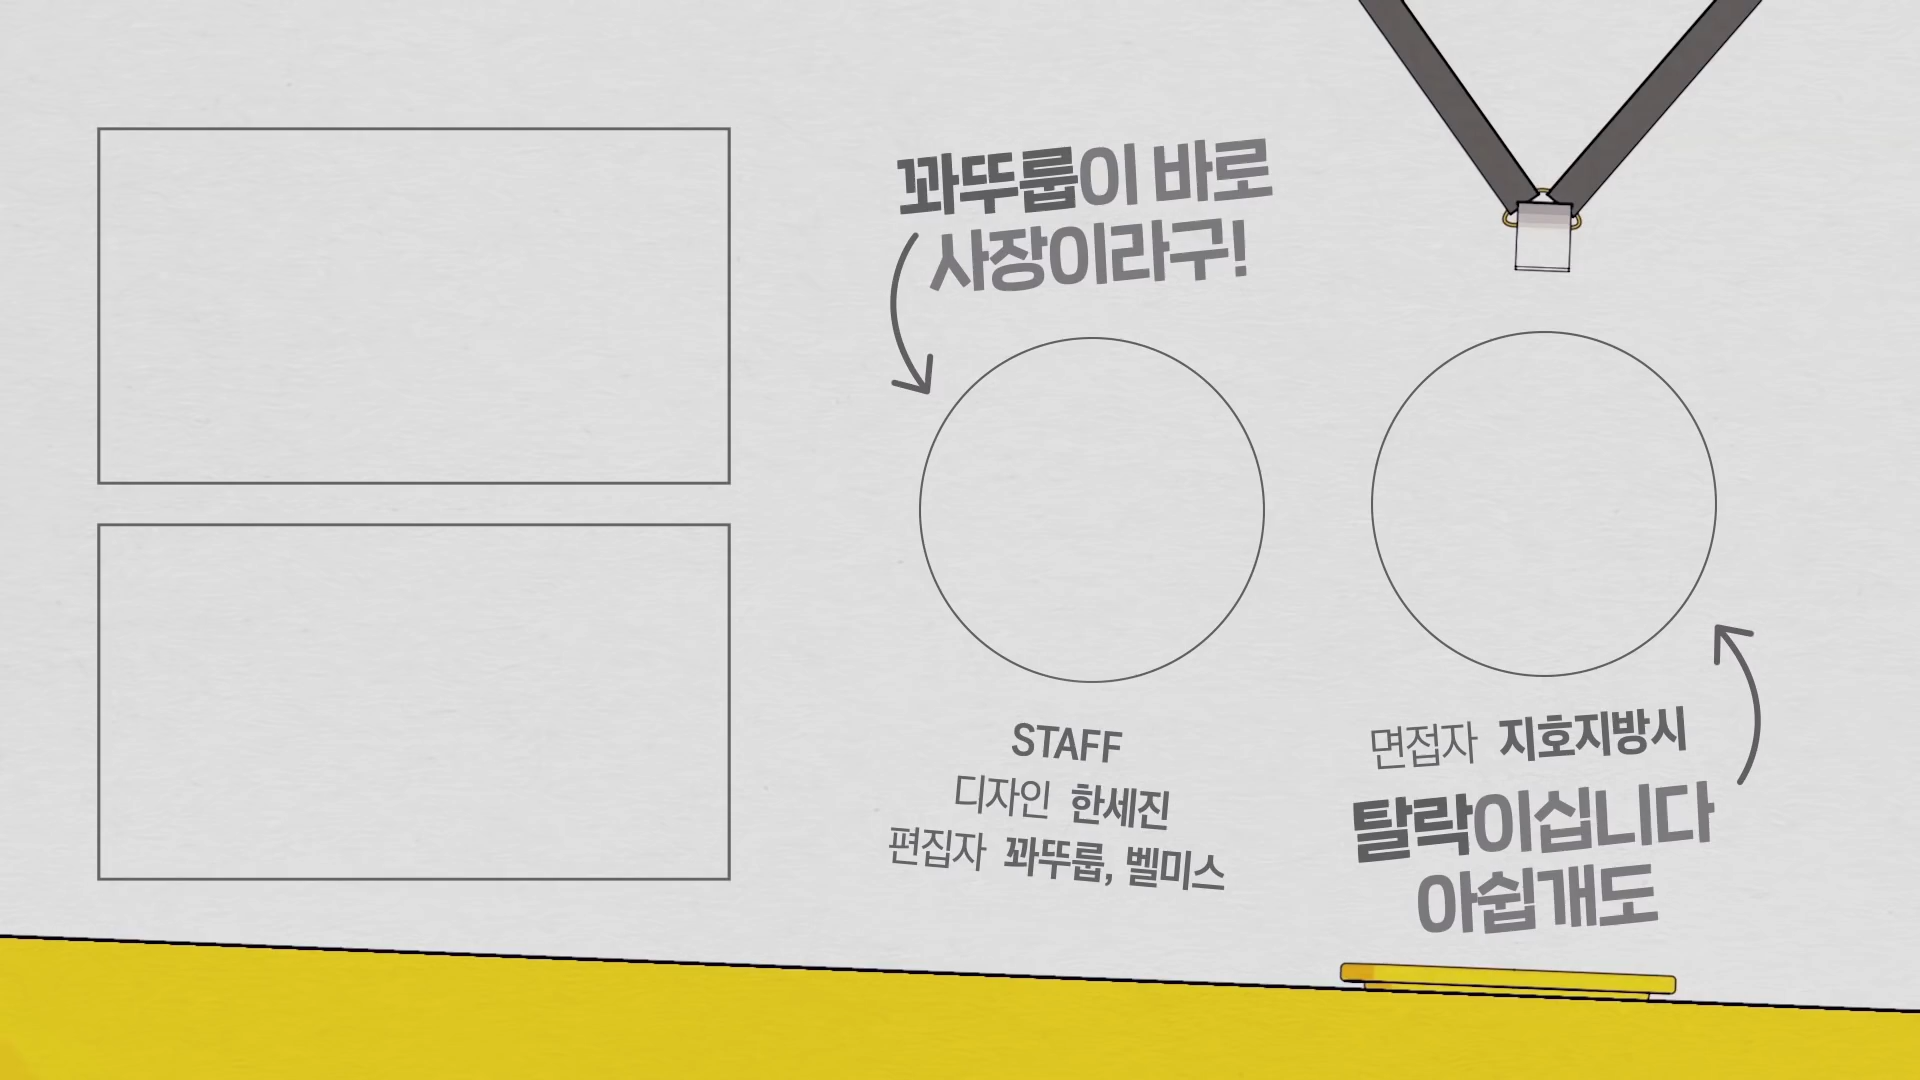 꽈뚜룹이 바로
사장이라구!
STAFF
디자인 한세진
편집자 꽈뚜룹, 벨미스
면접자 지호지방시
탈락이십니다
아쉽개도